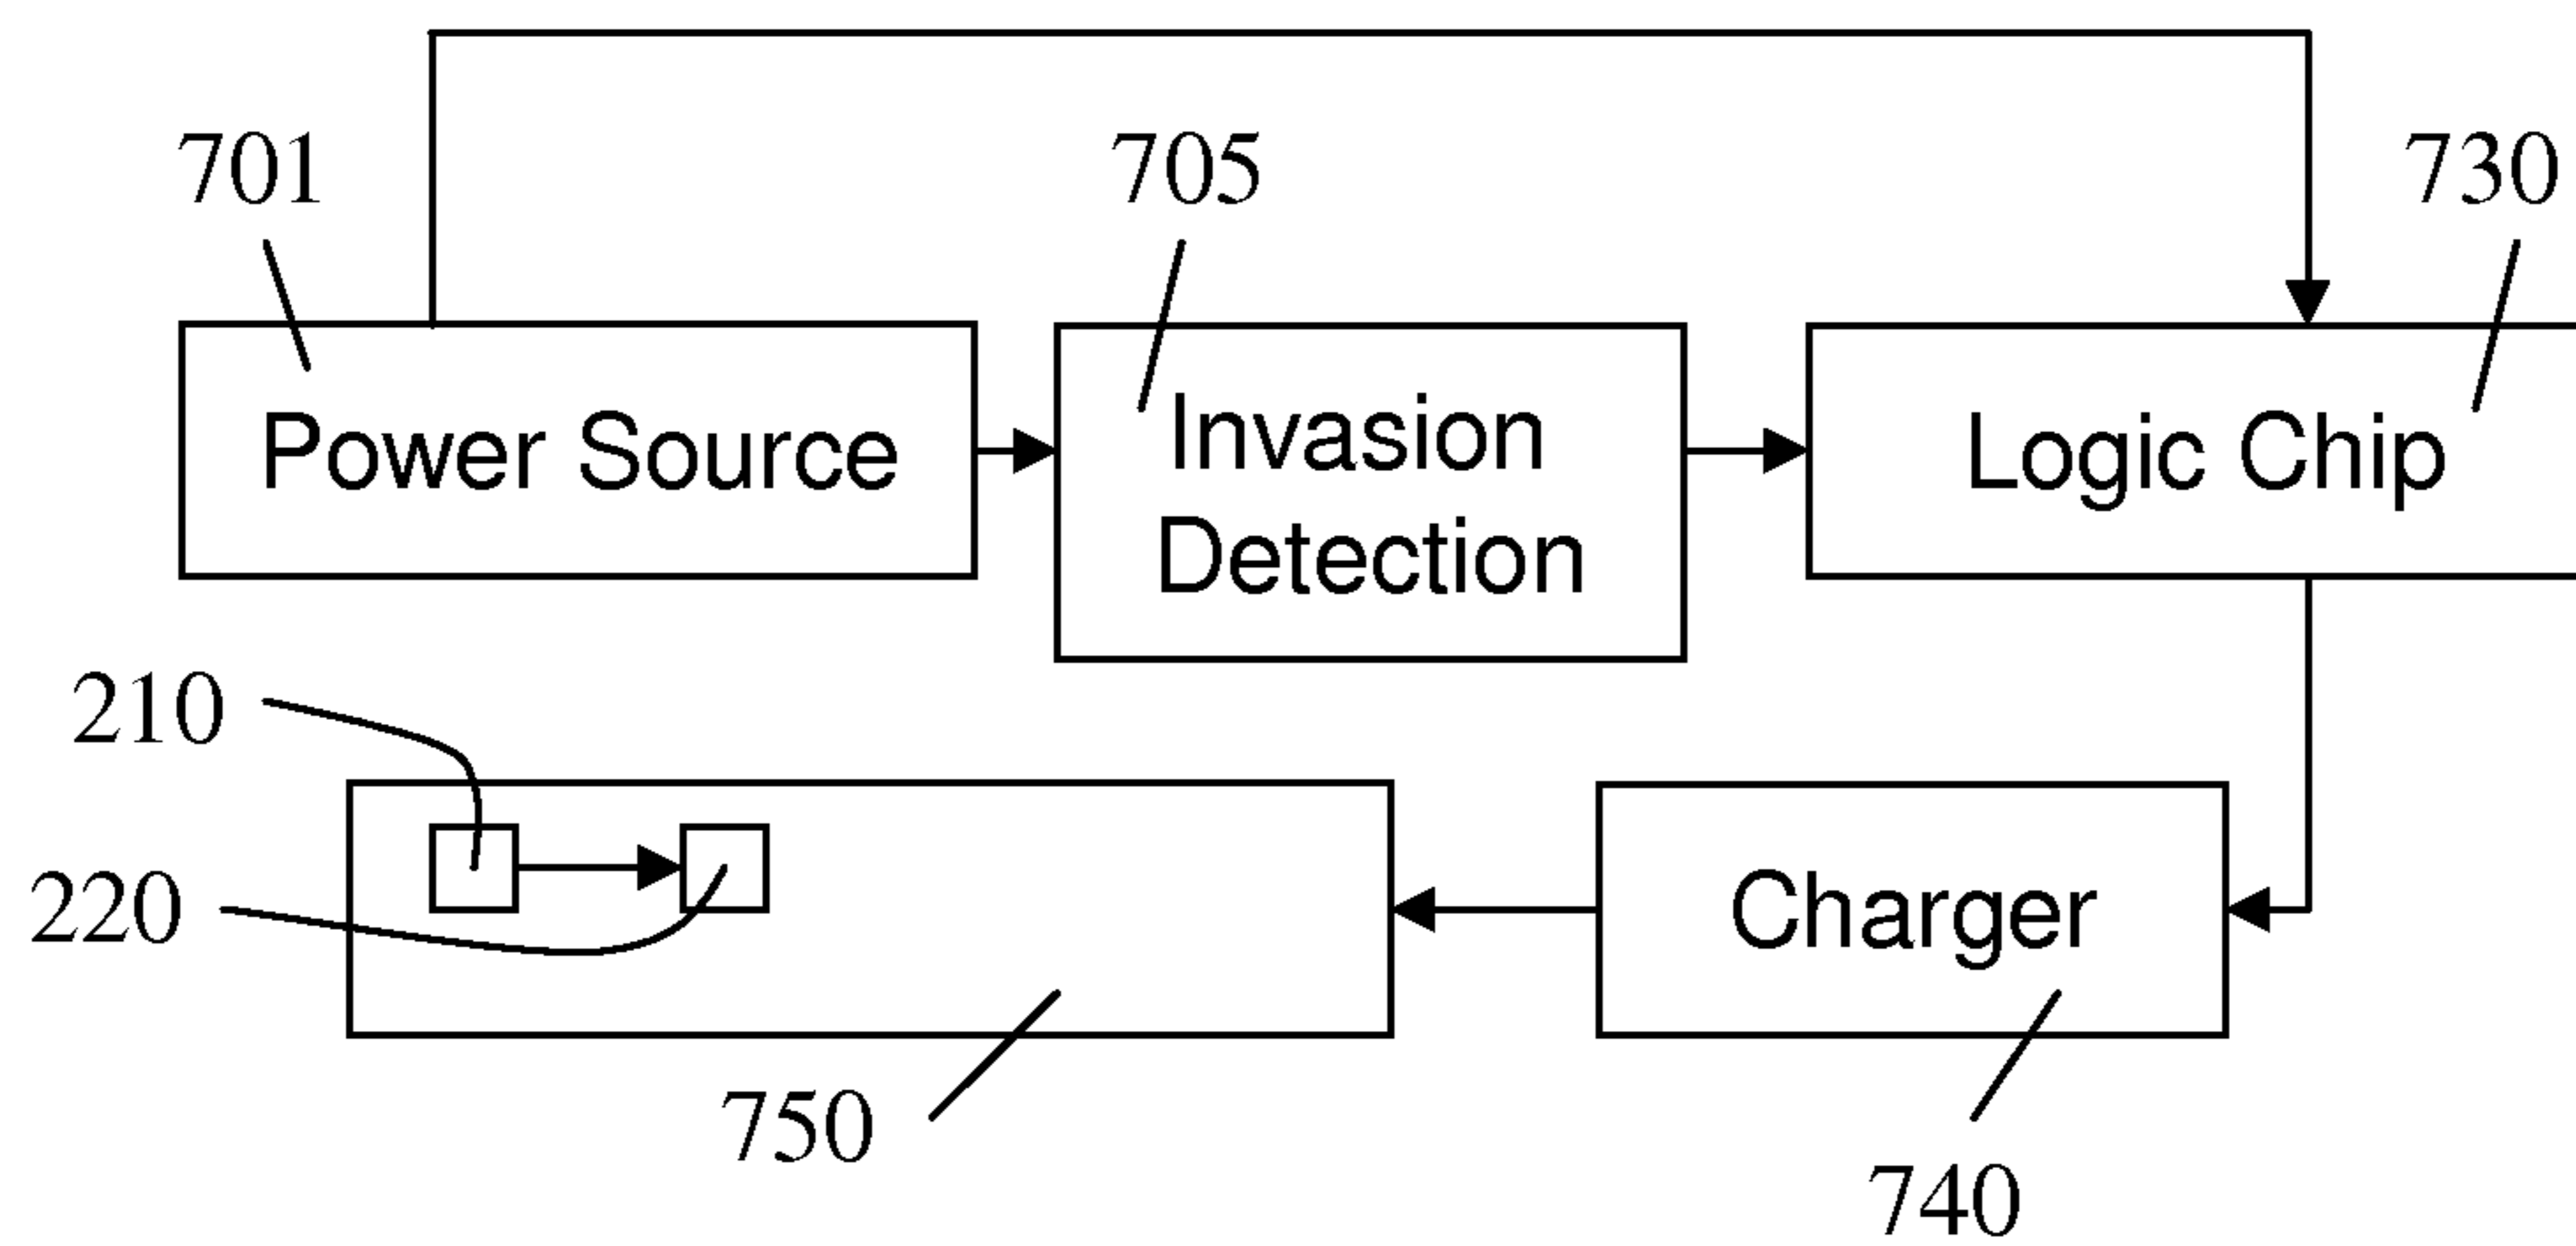 701
705
730
Power Source
Invasion
Detection
Logic Chip
210
220
Charger
750
740